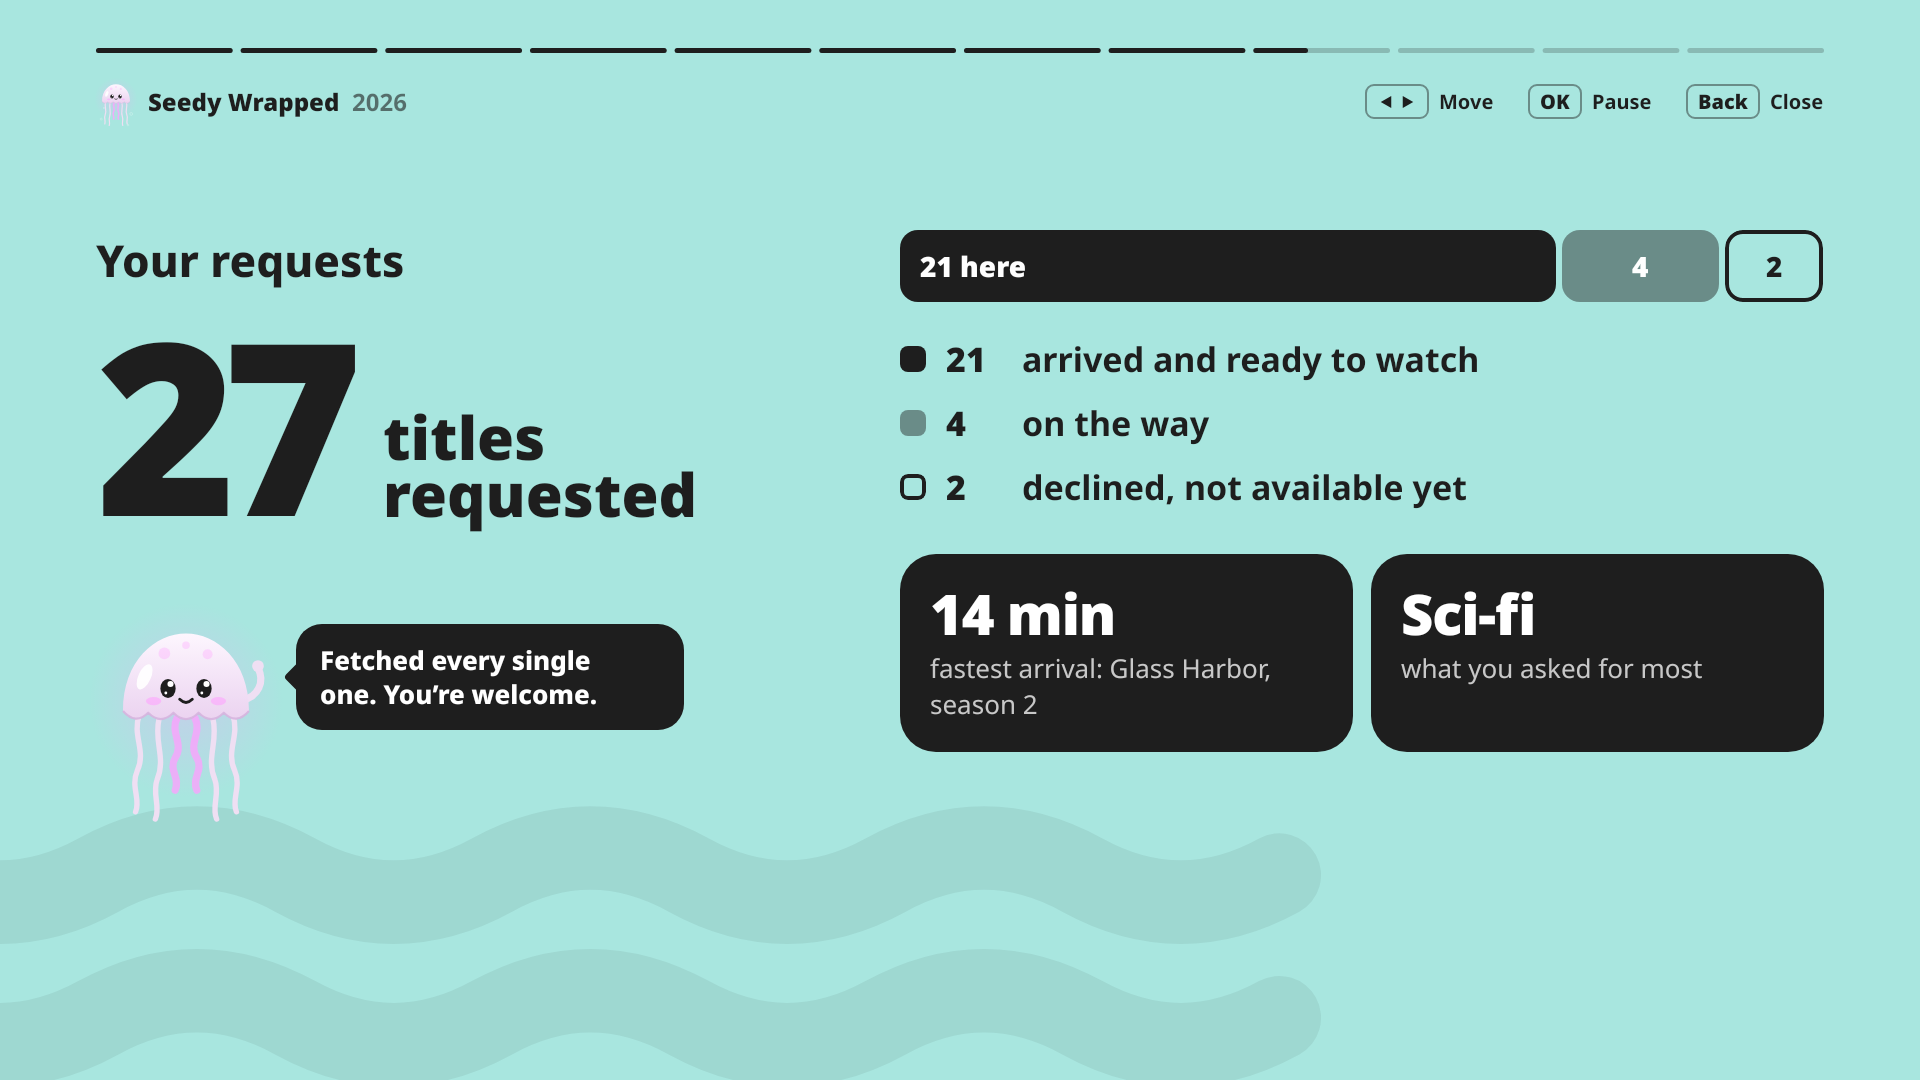 Seedy Wrapped 2026
Move
OK Pause
Back Close
Your requests
27 titles
requested
Fetched every single
one. You’re welcome.
21 here
4
2
21 arrived and ready to watch
4 on the way
2 declined, not available yet
14 min
fastest arrival: Glass Harbor,
season 2
Sci-fi
what you asked for most